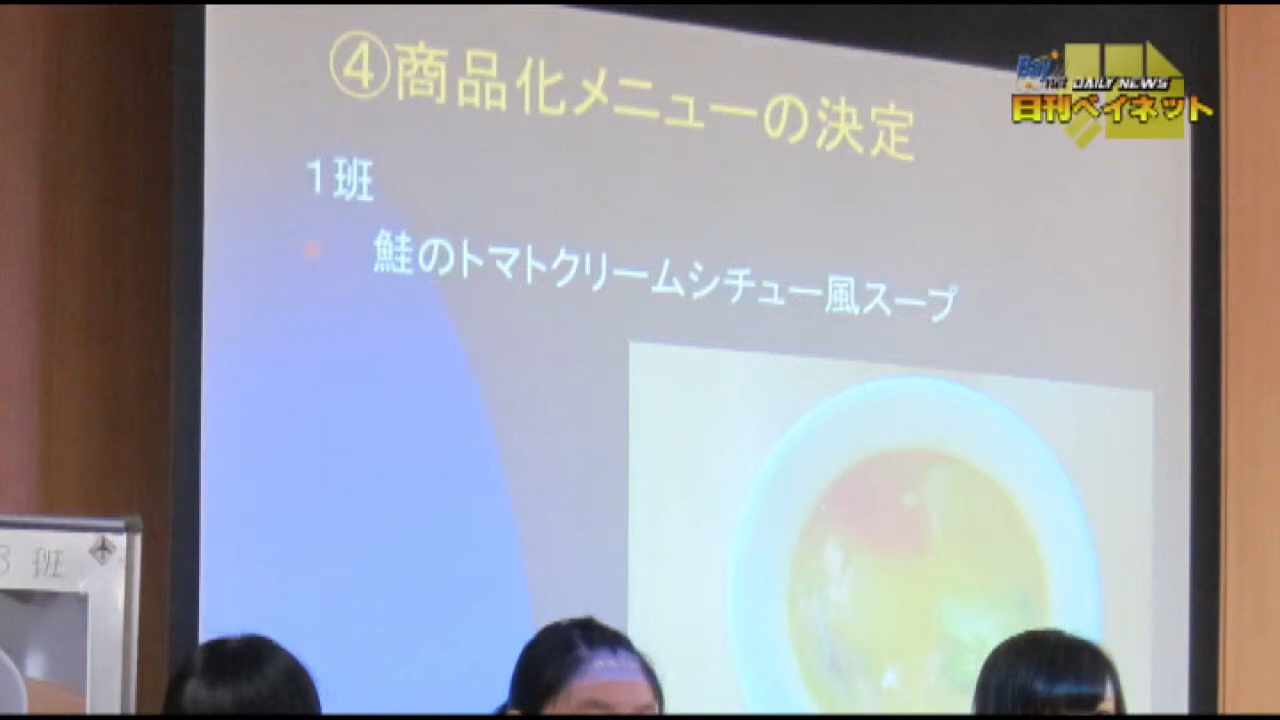 ④商品化メニューの決定
Bay
DAILY NEWS
日刊ベイネット
1班
鮭のトマトクリームシチュー風スープ
3 班